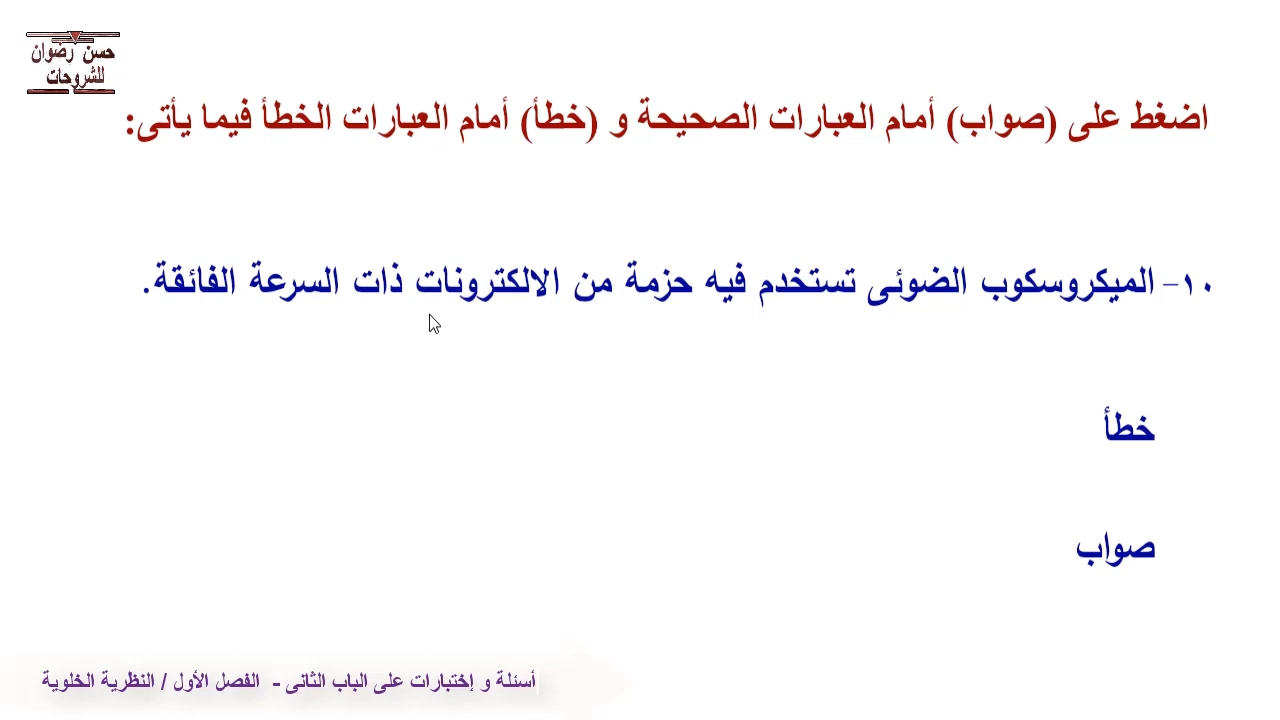 حسن رضوان
للشروحات
اضغط على (صواب) أمام العبارات الصحيحة و (خطأ) أمام العبارات الخطأ فيما يأتى:
١٠- الميكروسكوب الضوئى تستخدم فيه حزمة من الالكترونات ذات السرعة الفائقة.
خطأ
صواب
أسئلة و إختبارات على الباب الثانى - الفصل الأول / النظرية الخلوية